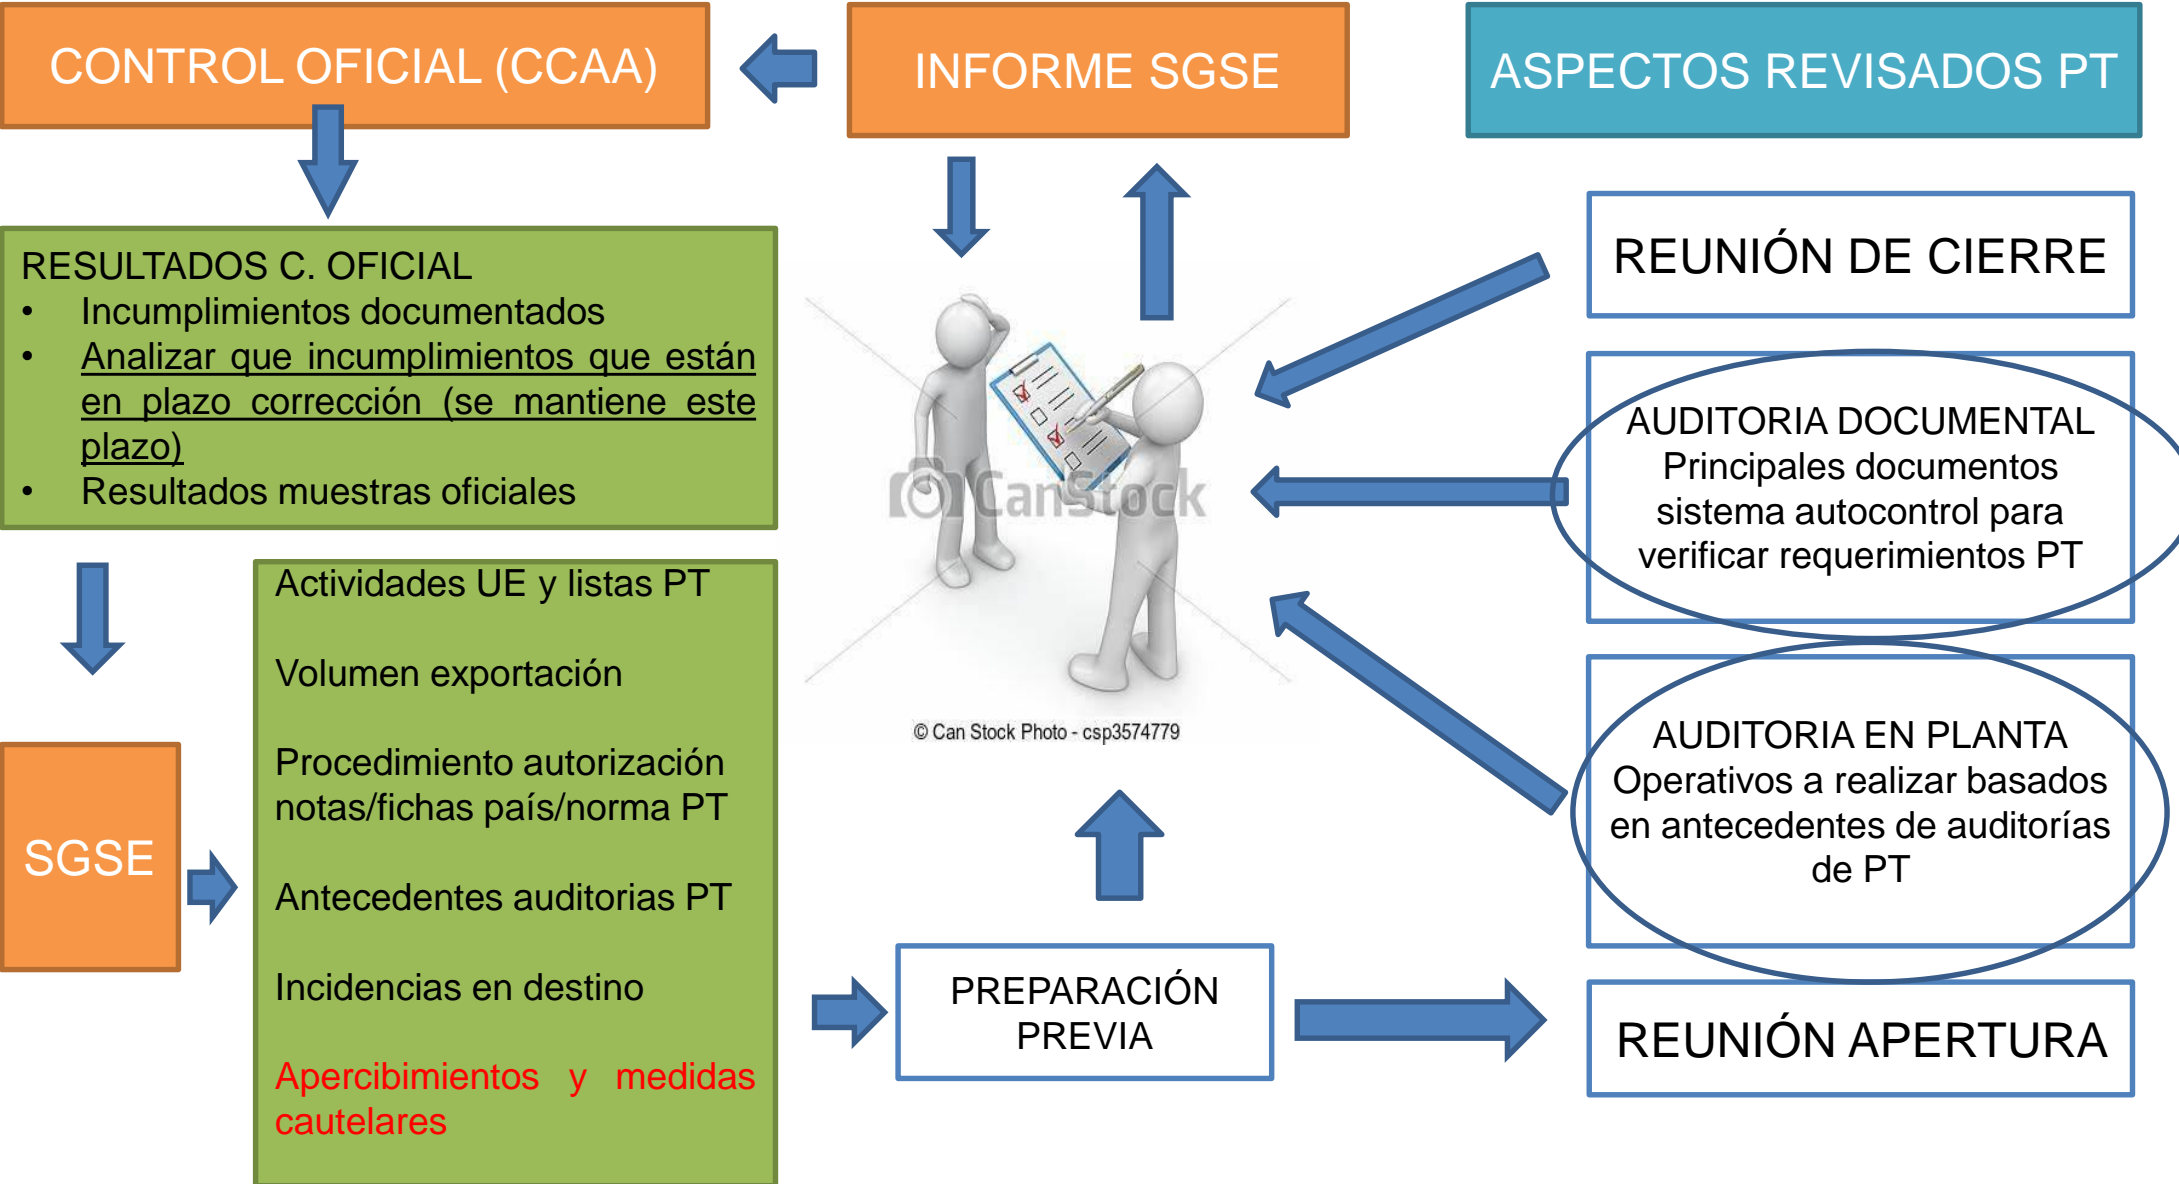 CONTROL OFICIAL (CCAA)
INFORME SGSE
ASPECTOS REVISADOS PT
RESULTADOS C. OFICIAL
• Incumplimientos documentados
• Analizar que incumplimientos que están
en plazo corrección (se mantiene este
plazo)
• Resultados muestras oficiales
SGSE
Actividades UE y listas PT
Volumen exportación
Procedimiento autorización
notas/fichas país/norma PT
Antecedentes auditorias PT
Incidencias en destino
Apercibimientos y medidas
cautelares
CanStock
© Can Stock Photo - csp3574779
PREPARACIÓN
PREVIA
REUNIÓN DE CIERRE
AUDITORIA DOCUMENTAL
Principales documentos
sistema autocontrol para
verificar requerimientos PT
AUDITORIA EN PLANTA
Operativos a realizar basados
en antecedentes de auditorías
de PT
REUNIÓN APERTURA